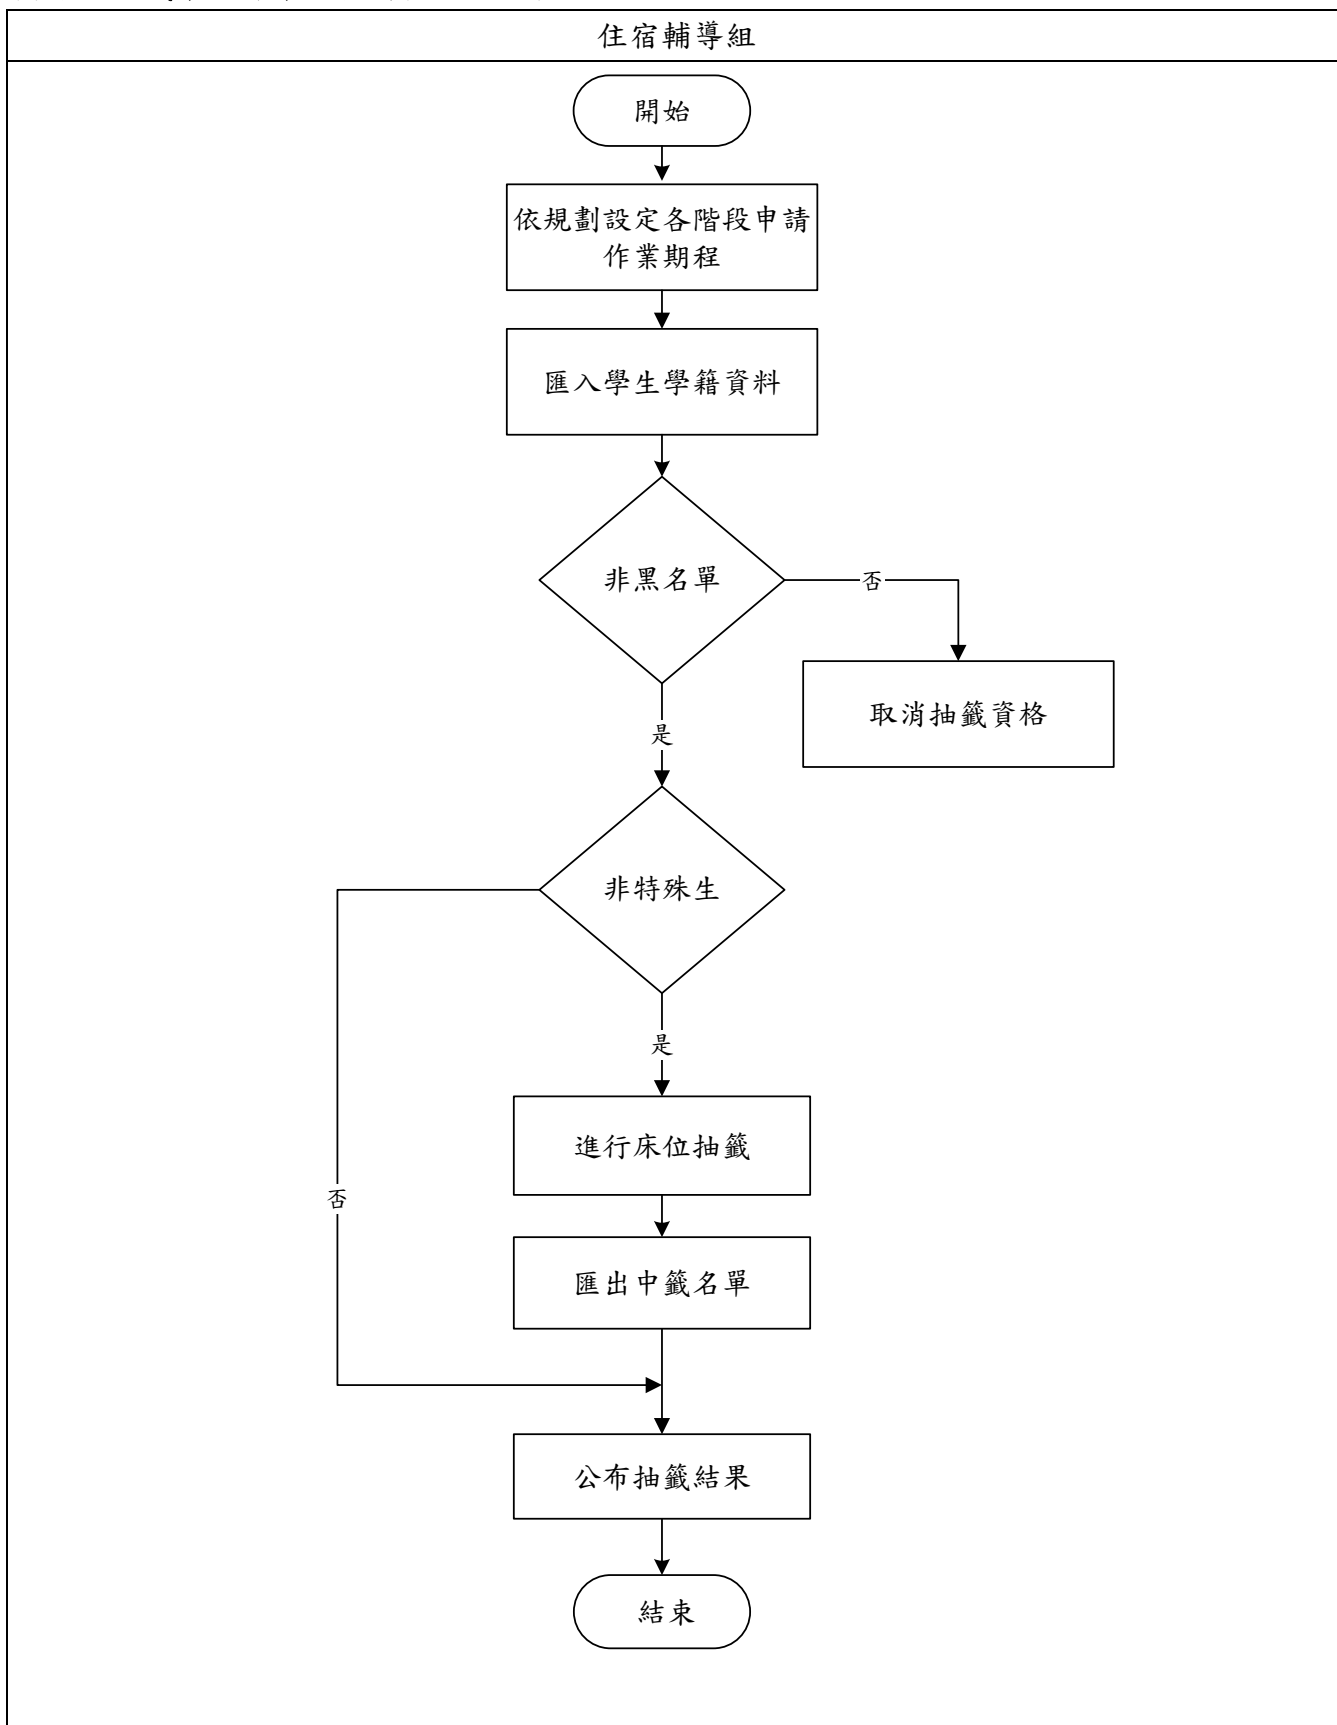 住宿輔導組
開始
依規劃設定各階段申請
作業期程
匯入學生學籍資料
非黑名單
否
取消抽籤資格
是
非特殊生
是
進行床位抽籤
否
匯出中籤名單
公布抽籤結果
結束